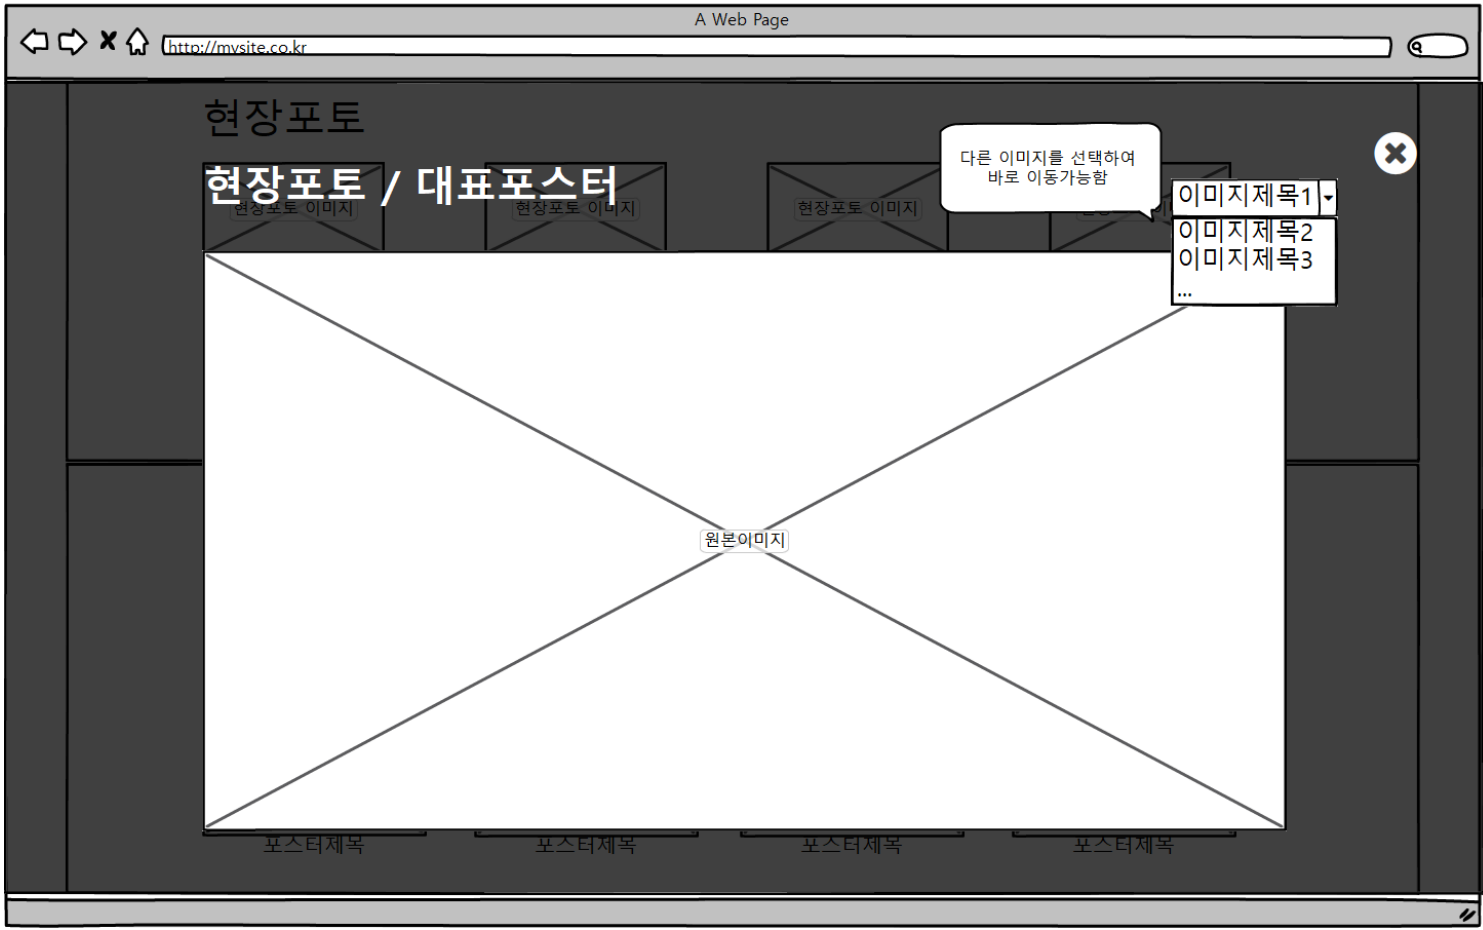 A Web Page
http://mysite.co.kr
현장포토
다른 이미지를 선택하여
바로 이동가능함
현장포토 / 대표포스터
이미지제목1
이미지제목2
이미지제목3
...
현장포토 이미지
현장포토 이미지
현장포토 이미지
원본이미지
포스터제목
포스터제목
포스터제목
포스터제목